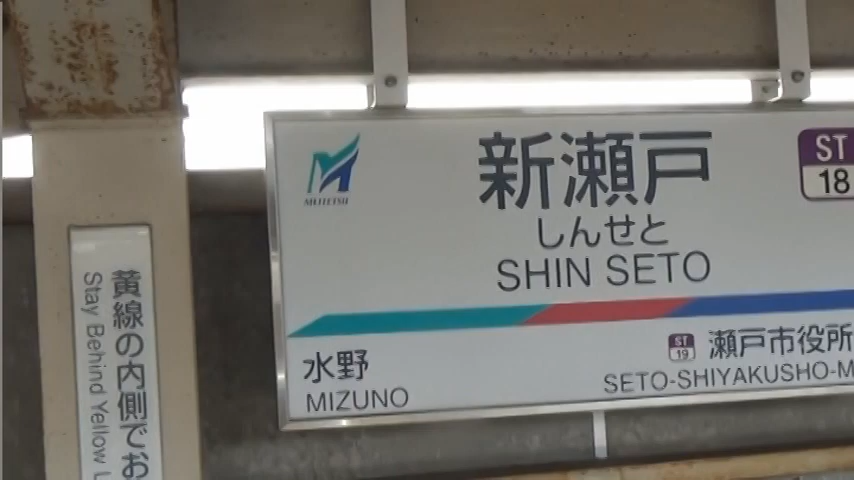 MEITETSU
新瀬戸
しんせと
SHIN SETO
ST
18
水野
MIZUNO
ST
19
瀬戸市役所
SETO-SHIYAKUSHO-M
黄線の内側でお
Stay Behind Yellow L